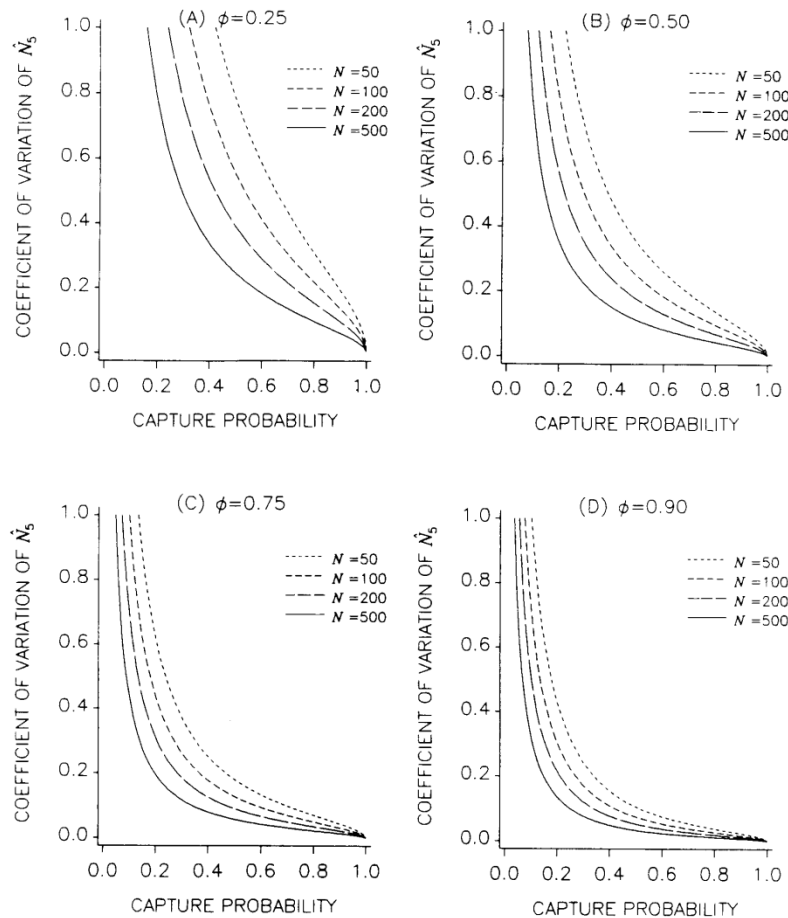 (A) ϕ=0.25
COEFFICIENT OF VARIATION OF N̂₅
1.0
0.8
0.6
0.4
0.2
0.0
N =50
N =100
N =200
N =500
0.0 0.2 0.4 0.6 0.8 1.0
CAPTURE PROBABILITY
(B) ϕ=0.50
COEFFICIENT OF VARIATION OF N̂₅
1.0
0.8
0.6
0.4
0.2
0.0
N =50
N =100
N =200
N =500
0.0 0.2 0.4 0.6 0.8 1.0
CAPTURE PROBABILITY
(C) ϕ=0.75
COEFFICIENT OF VARIATION OF N̂₅
1.0
0.8
0.6
0.4
0.2
0.0
N =50
N =100
N =200
N =500
0.0 0.2 0.4 0.6 0.8 1.0
CAPTURE PROBABILITY
(D) ϕ=0.90
COEFFICIENT OF VARIATION OF N̂₅
1.0
0.8
0.6
0.4
0.2
0.0
N =50
N =100
N =200
N =500
0.0 0.2 0.4 0.6 0.8 1.0
CAPTURE PROBABILITY